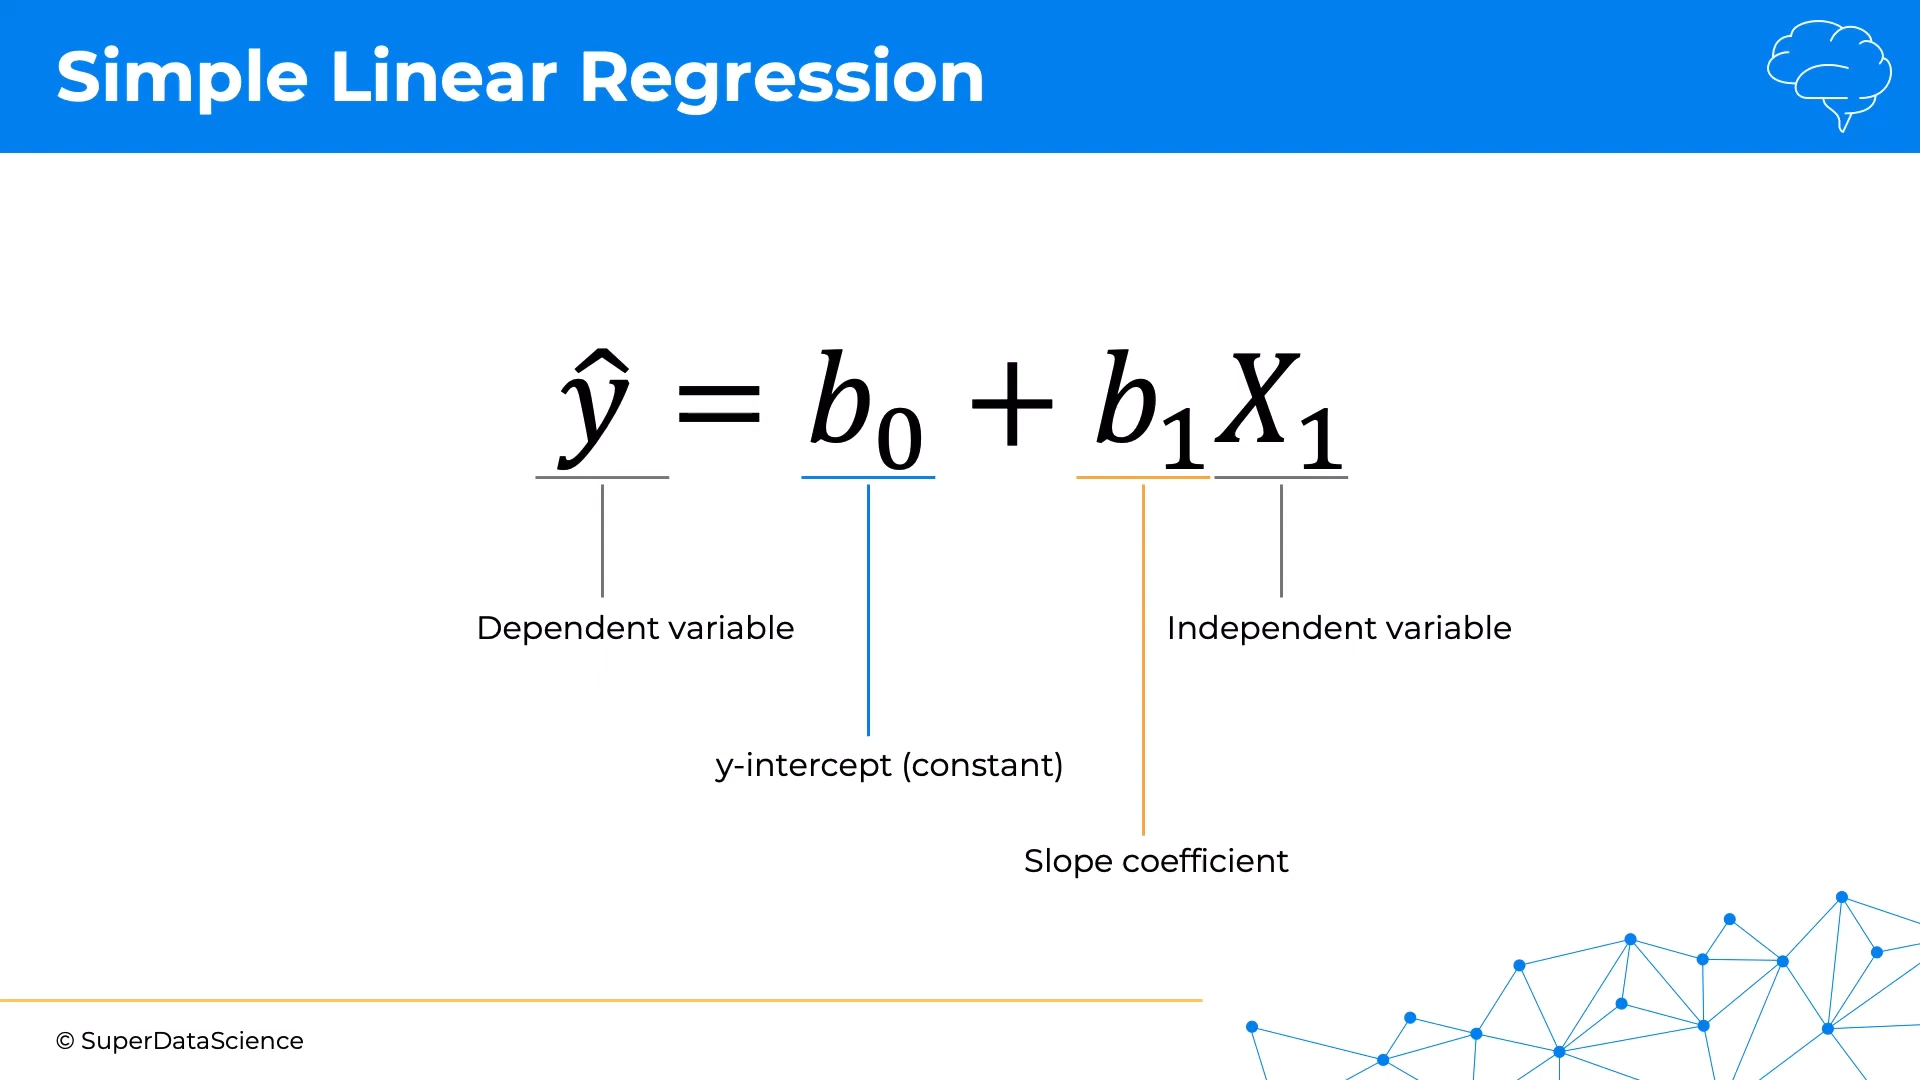 Simple Linear Regression
ŷ = b₀ + b₁X₁
Dependent variable
Independent variable
y-intercept (constant)
Slope coefficient
© SuperDataScience